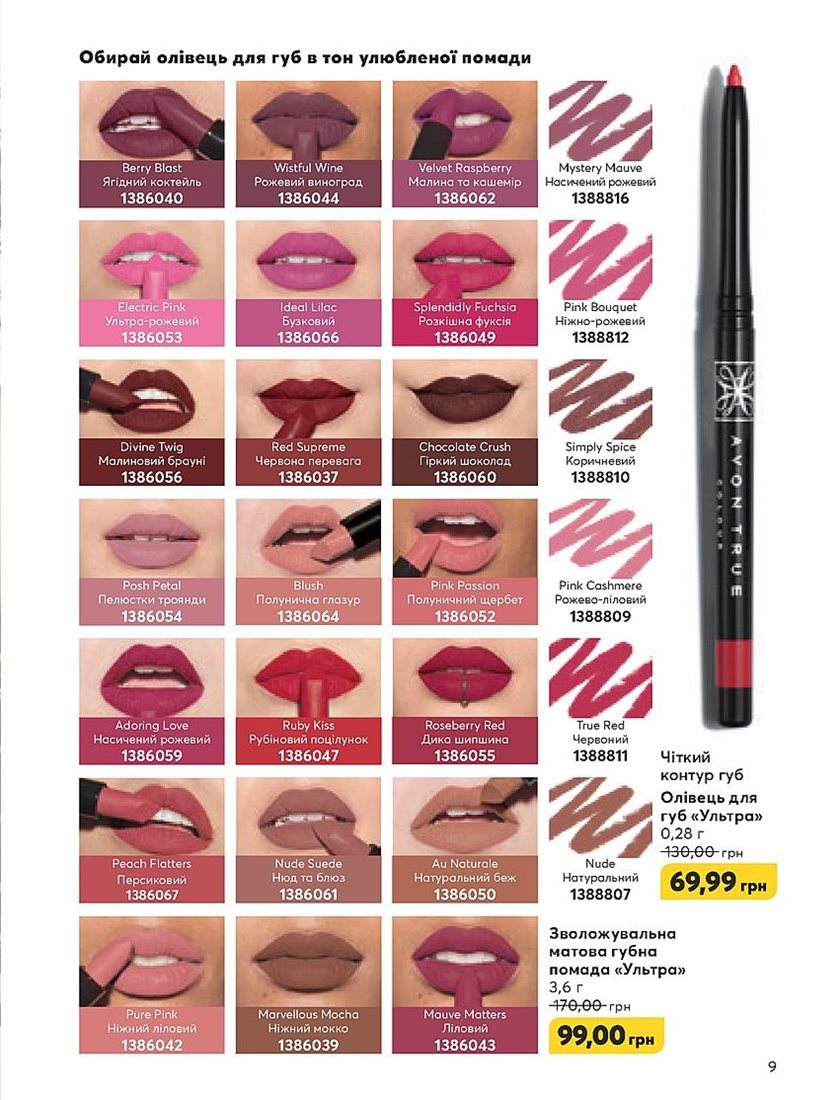 Обирай олівець для губ в тон улюбленої помади
Berry Blast
Ягідний коктейль
1386040
Wistful Wine
Рожевий виноград
1386044
Velvet Raspberry
Малина та кашемір
1386062
Mystery Mauve
Насичений рожевий
1388816
Electric Pink
Ультра-рожевий
1386053
Ideal Lilac
Бузковий
1386066
Splendidly Fuchsia
Розкішна фуксія
1386049
Pink Bouquet
Ніжно-рожевий
1388812
Divine Twig
Малиновий брауні
1386056
Red Supreme
Червона перевага
1386037
Chocolate Crush
Гіркий шоколад
1386060
Simply Spice
Коричневий
1388810
Posh Petal
Пелюстки троянди
1386054
Blush
Полунична глазур
1386064
Pink Passion
Полуничний щербет
1386052
Pink Cashmere
Рожево-ліловий
1388809
Adoring Love
Насичений рожевий
1386059
Ruby Kiss
Рубіновий поцілунок
1386047
Roseberry Red
Дика шипшина
1386055
True Red
Червоний
1388811
Peach Flatters
Персиковий
1386067
Nude Suede
Нюд та блюз
1386061
Au Naturale
Натуральний беж
1386050
Nude
Натуральний
1388807
Pure Pink
Ніжний ліловий
1386042
Marvellous Mocha
Ніжний мокко
1386039
Mauve Matters
Ліловий
1386043
AVON TRUE
COLOUR
Чіткий
контур губ
Олівець для
губ «Ультра»
0,28 г
130,00 грн
69,99 грн
Зволожувальна
матова губна
помада «Ультра»
3,6 г
170,00 грн
99,00 грн
9